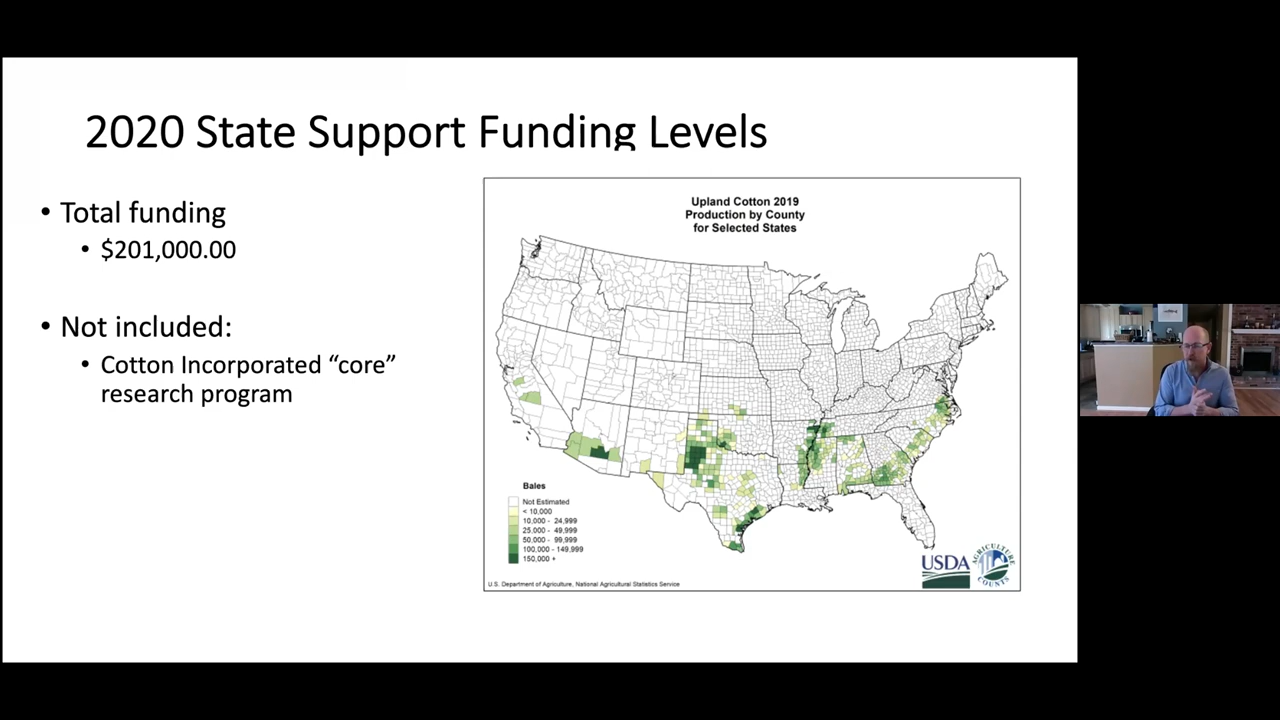 2020 State Support Funding Levels
• Total funding
• $201,000.00
• Not included:
• Cotton Incorporated “core”
research program
Upland Cotton 2019
Production by County
for Selected States
Bales
Not Estimated
< 10,000
10,000 - 24,999
25,000 - 49,999
50,000 - 99,999
100,000 - 149,999
150,000 +
U.S. Department of Agriculture, National Agricultural Statistics Service
USDA
AGRICULTURE
COUNTS